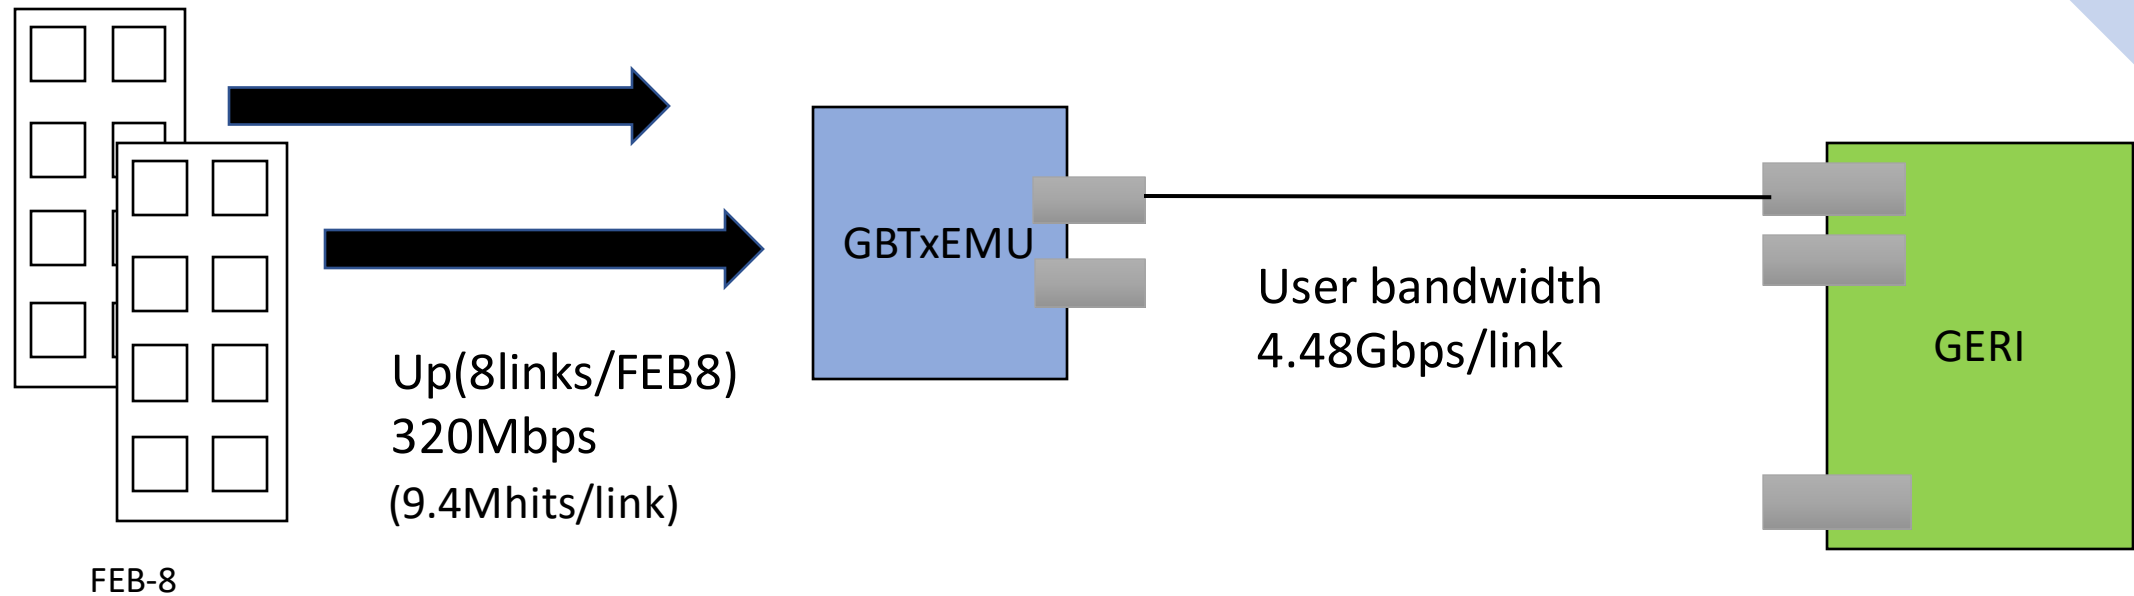 GBTxEMU
User bandwidth
4.48Gbps/link
GERI
Up(8links/FEB8)
320Mbps
(9.4Mhits/link)
FEB-8